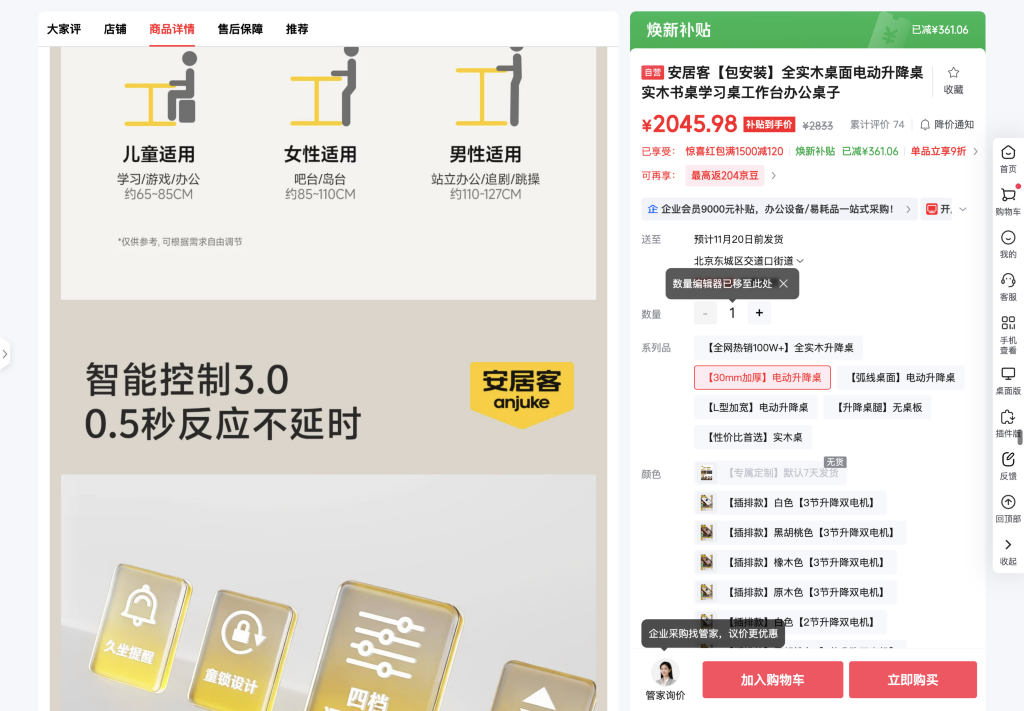 大家评
店铺
商品详情
售后保障
推荐
儿童适用
学习/游戏/办公
约65~85CM
女性适用
吧台/岛台
约85~110CM
男性适用
站立办公/追剧/跳操
约110-127CM
*仅供参考, 可根据需求自由调节
智能控制3.0
0.5秒反应不延时
安居客
anjuke
久坐提醒
童锁设计
四档
焕新补贴
已减¥361.06
自营 安居客【包安装】全实木桌面电动升降桌
实木书桌学习桌工作台办公桌子
收藏
¥2045.98 补贴到手价 ¥2833
累计评价 74
降价通知
已享受： 惊喜红包满1500减120 焕新补贴 已减¥361.06 单品立享9折
可再享： 最高返204京豆
企业会员9000元补贴，办公设备/易耗品一站式采购！
开.
送至 预计11月20日前发货
北京东城区交道口街道
数量编辑器已移至此处
数量 - 1 +
系列品 【全网热销100W+】全实木升降桌
【30mm加厚】电动升降桌 【弧线桌面】电动升降桌
【L型加宽】电动升降桌 【升降桌腿】无桌板
【性价比首选】实木桌
无货
颜色 【专属定制】默认7天发货
【插排款】白色【3节升降双电机】
【插排款】黑胡桃色【3节升降双电机】
【插排款】橡木色【3节升降双电机】
【插排款】原木色【3节升降双电机】
【插排款】白色【2节升降双电机】
企业采购找管家，议价更优惠
管家询价
加入购物车
立即购买
首页
购物车
我的
客服
手机
查看
桌面版
插件版
反馈
回顶部
收起